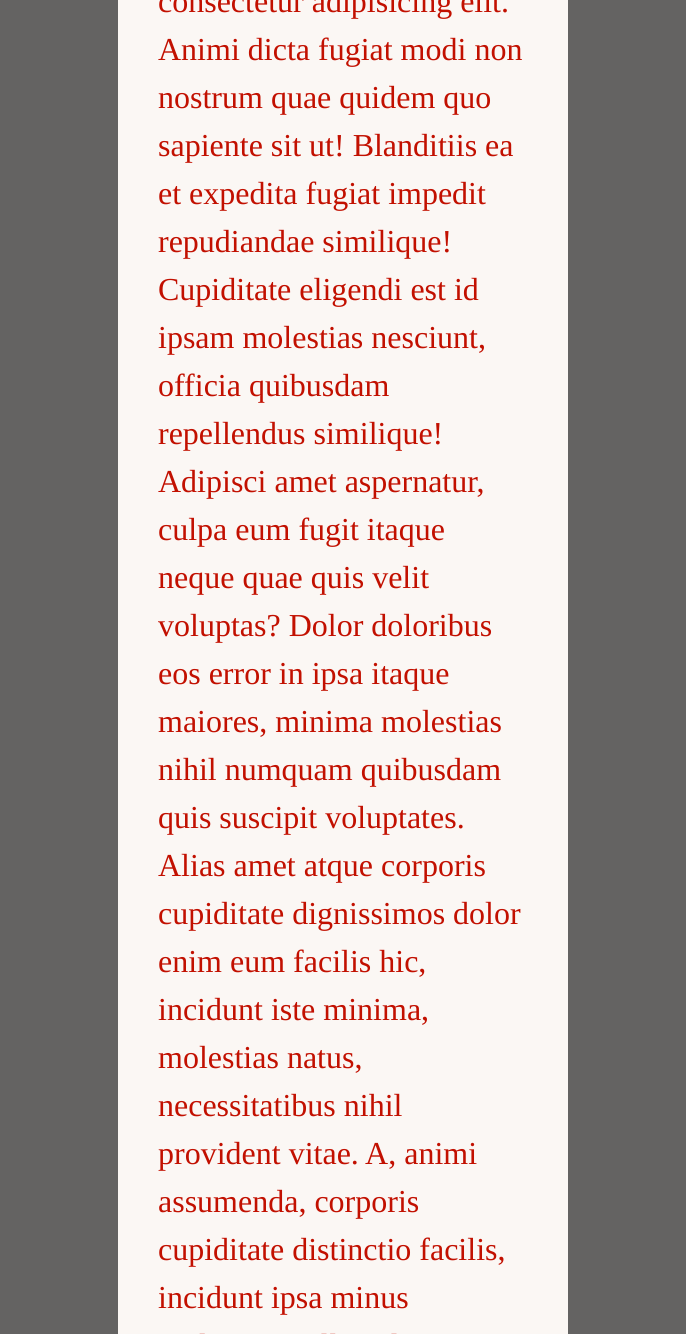 consectetur adipisicing elit.
Animi dicta fugiat modi non
nostrum quae quidem quo
sapiente sit ut! Blanditiis ea
et expedita fugiat impedit
repudiandae similique!
Cupiditate eligendi est id
ipsam molestias nesciunt,
officia quibusdam
repellendus similique!
Adipisci amet aspernatur,
culpa eum fugit itaque
neque quae quis velit
voluptas? Dolor doloribus
eos error in ipsa itaque
maiores, minima molestias
nihil numquam quibusdam
quis suscipit voluptates.
Alias amet atque corporis
cupiditate dignissimos dolor
enim eum facilis hic,
incidunt iste minima,
molestias natus,
necessitatibus nihil
provident vitae. A, animi
assumenda, corporis
cupiditate distinctio facilis,
incidunt ipsa minus